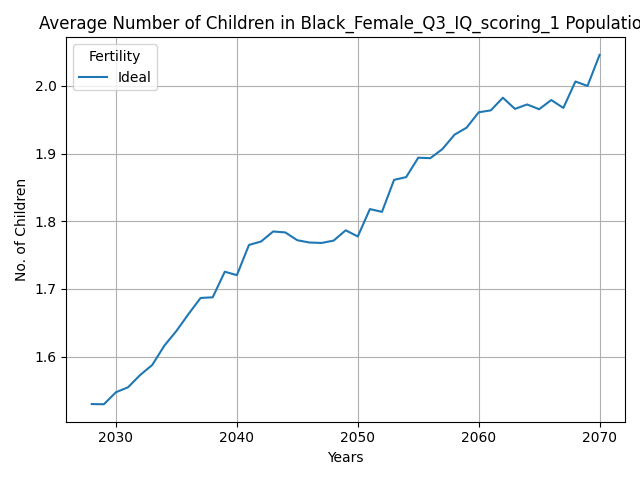 Average Number of Children in Black_Female_Q3_IQ_scoring_1 Populatio
Fertility
Ideal
No. of Children
2.0
1.9
1.8
1.7
1.6
2030 2040 2050 2060 2070
Years